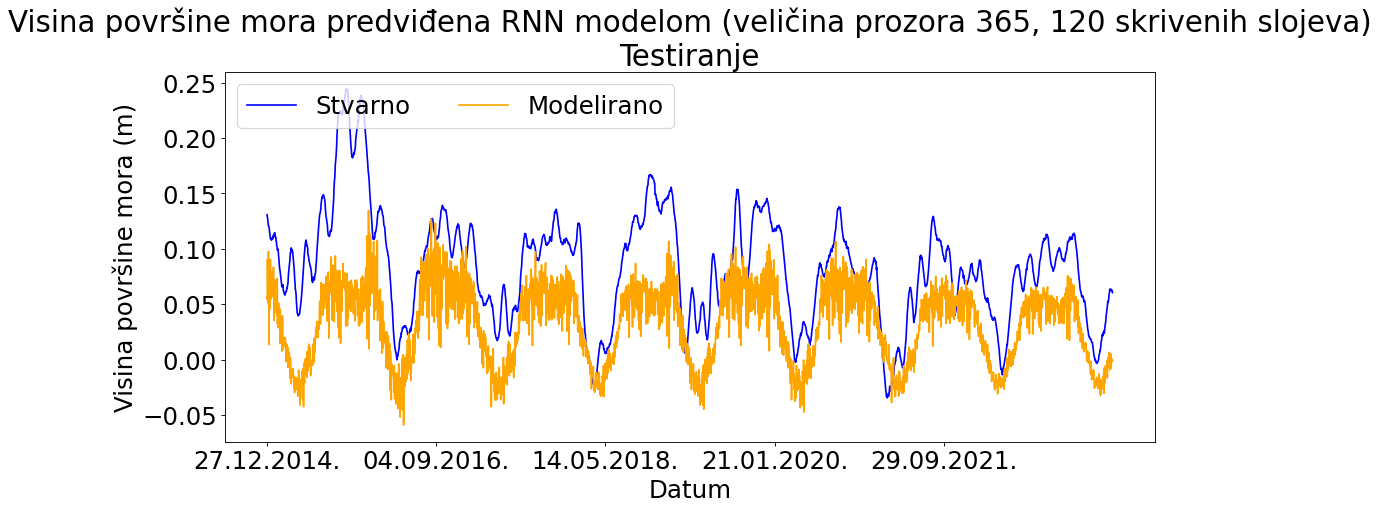 Visina površine mora predviđena RNN modelom (veličina prozora 365, 120 skrivenih slojeva)
Testiranje
Stvarno Modelirano
Visina površine mora (m)
0.25
0.20
0.15
0.10
0.05
0.00
−0.05
27.12.2014. 04.09.2016. 14.05.2018. 21.01.2020. 29.09.2021.
Datum